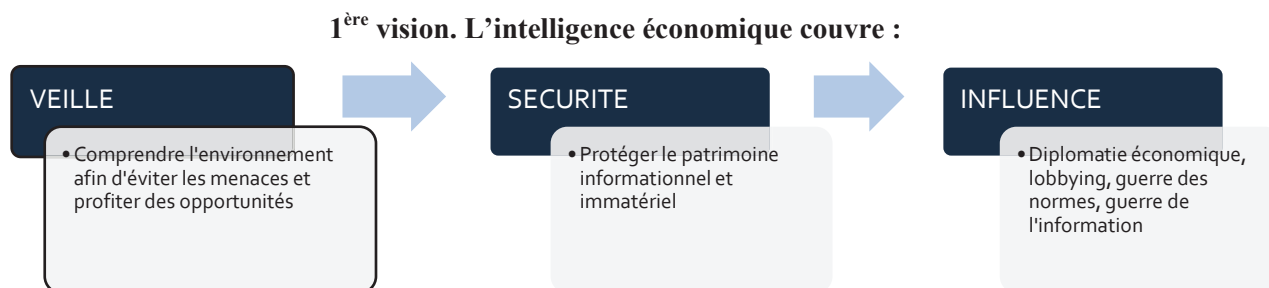 1ère vision. L’intelligence économique couvre :
VEILLE
• Comprendre l'environnement
afin d'éviter les menaces et
profiter des opportunités
SECURITE
• Protéger le patrimoine
informationnel et
immatériel
INFLUENCE
• Diplomatie économique,
lobbying, guerre des
normes, guerre de
l'information